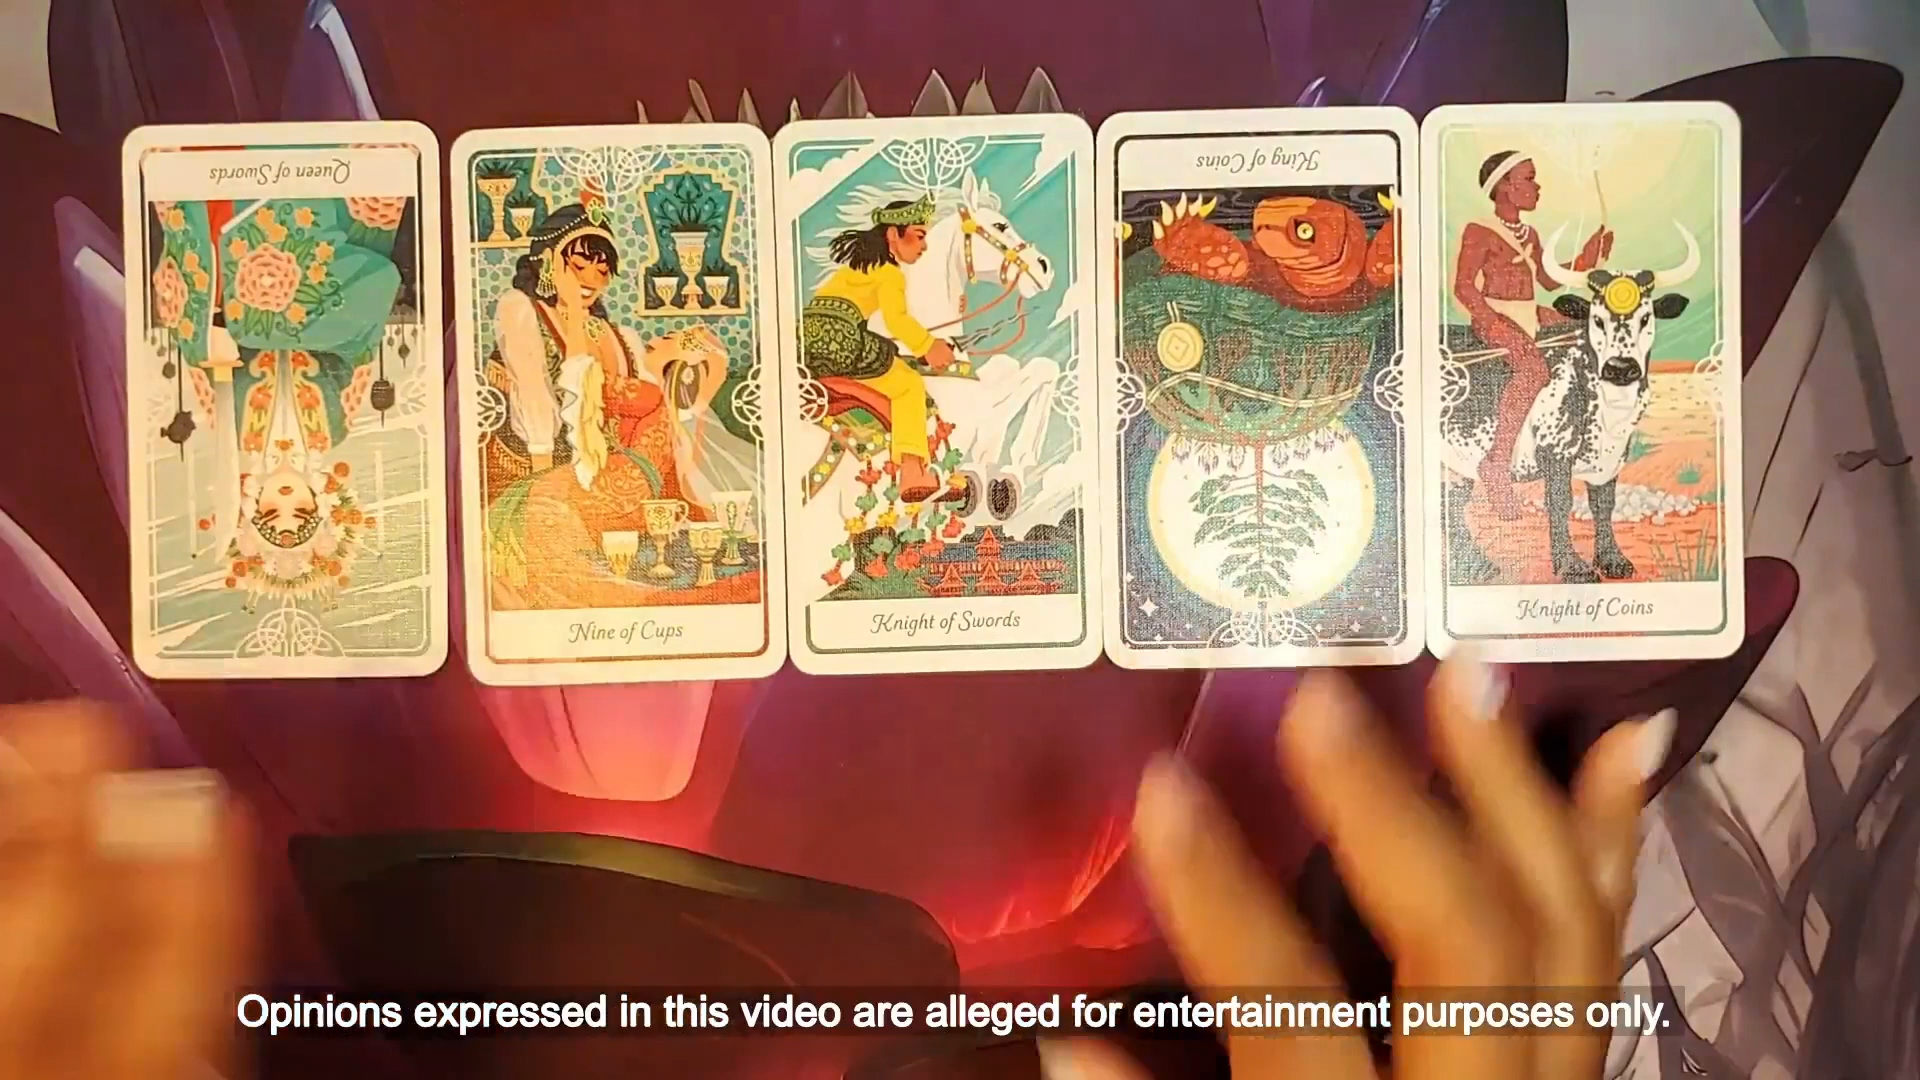 Queen of Swords
Nine of Cups
Knight of Swords
King of Coins
Knight of Coins
Opinions expressed in this video are alleged for entertainment purposes only.